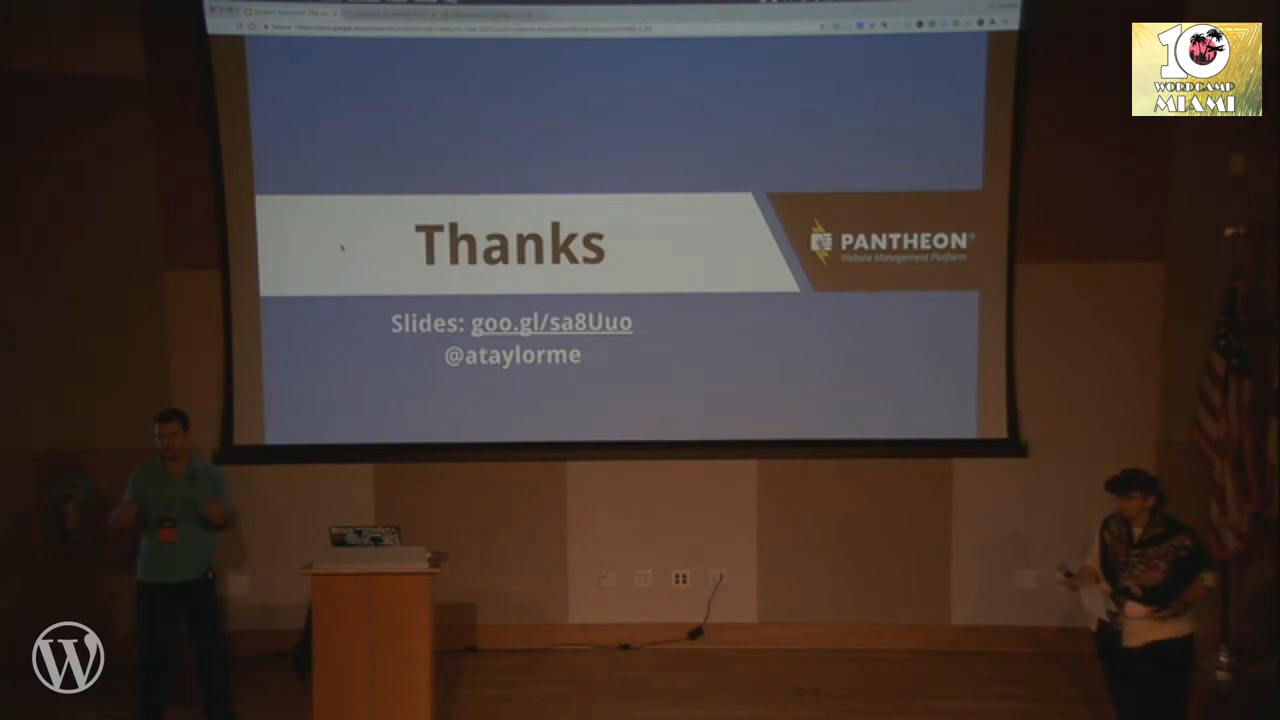 10
WORDCAMP
MIAMI
Thanks
PANTHEON®
Website Management Platform
Slides: goo.gl/sa8Uuo
@ataylorme